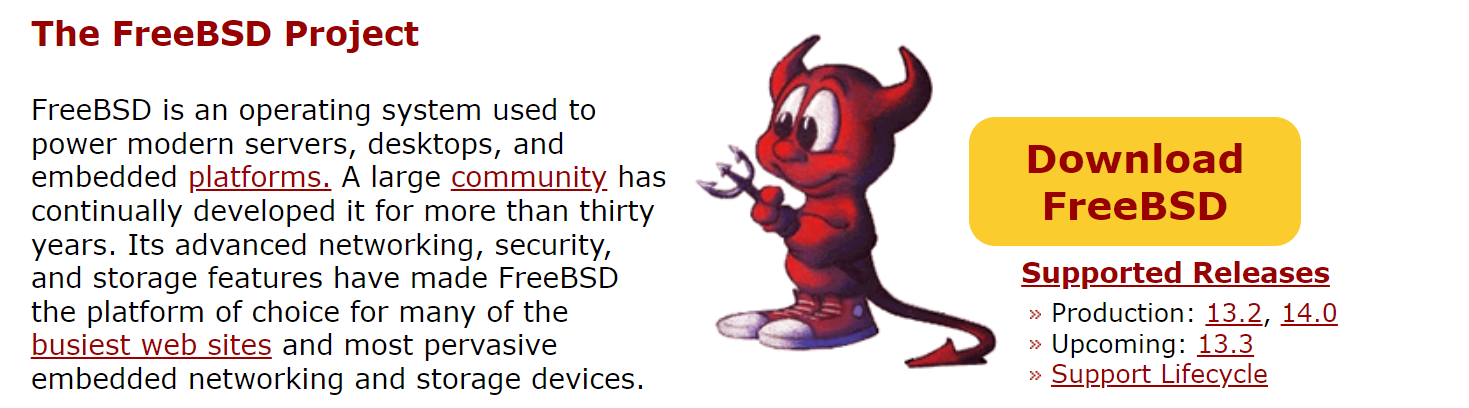 The FreeBSD Project
FreeBSD is an operating system used to
power modern servers, desktops, and
embedded platforms. A large community has
continually developed it for more than thirty
years. Its advanced networking, security,
and storage features have made FreeBSD
the platform of choice for many of the
busiest web sites and most pervasive
embedded networking and storage devices.
Download
FreeBSD
Supported Releases
» Production: 13.2, 14.0
» Upcoming: 13.3
» Support Lifecycle